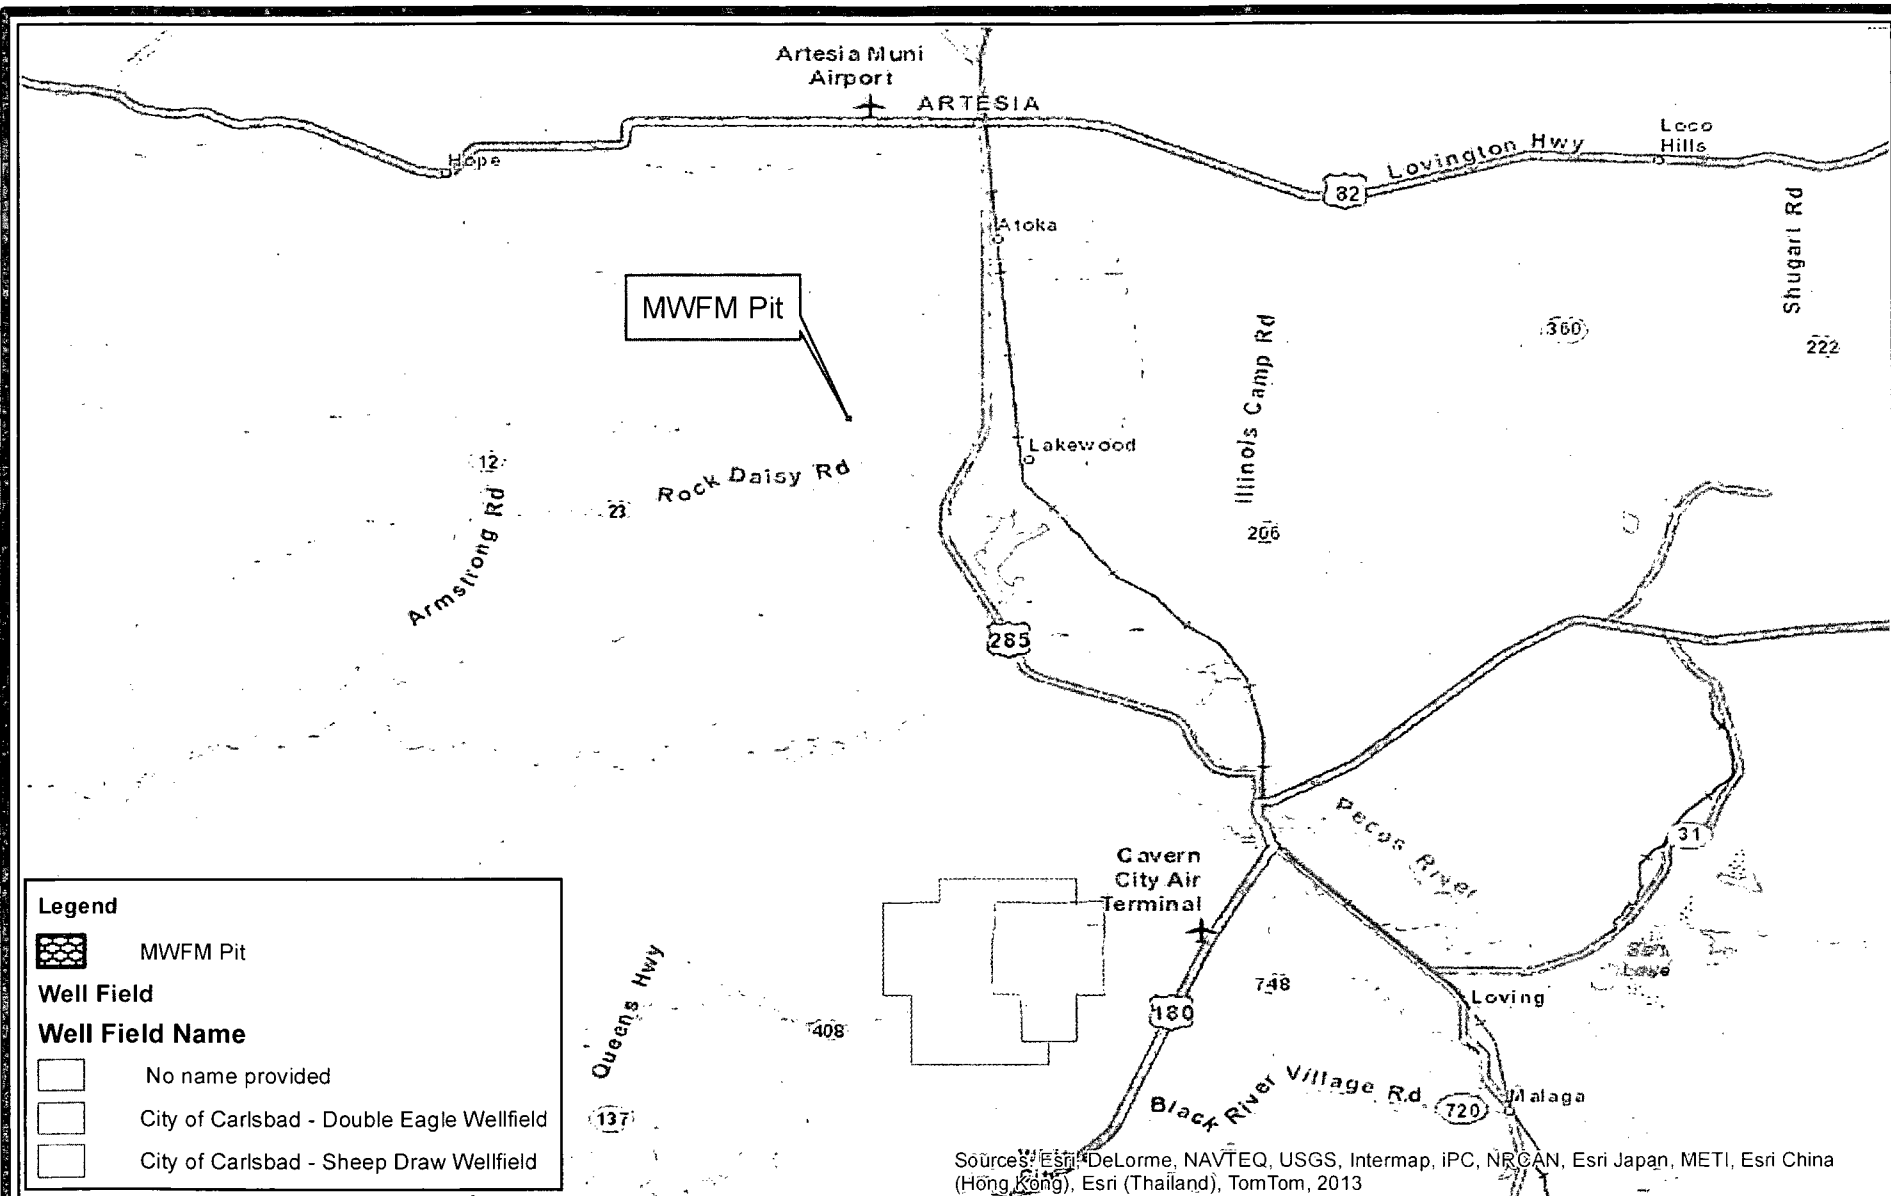 Artesia Muni
Airport
ARTESIA
Hope
Lovington Hwy
Loco
Hills
82
Shugart Rd
Atoka
MWFM Pit
Illinois Camp Rd
360
222
Lakewood
12
Rock Daisy Rd
23
Armstrong Rd
206
285
Pecos River
31
Cavern
City Air
Terminal
Legend
MWFM Pit
Well Field
Well Field Name
No name provided
City of Carlsbad - Double Eagle Wellfield
City of Carlsbad - Sheep Draw Wellfield
Queens Hwy
408
137
748
180
Loving
Black River Village Rd
720
Malaga
Sources: Esri, DeLorme, NAVTEQ, USGS, Intermap, iPC, NRCAN, Esri Japan, METI, Esri China
(Hong Kong), Esri (Thailand), TomTom, 2013